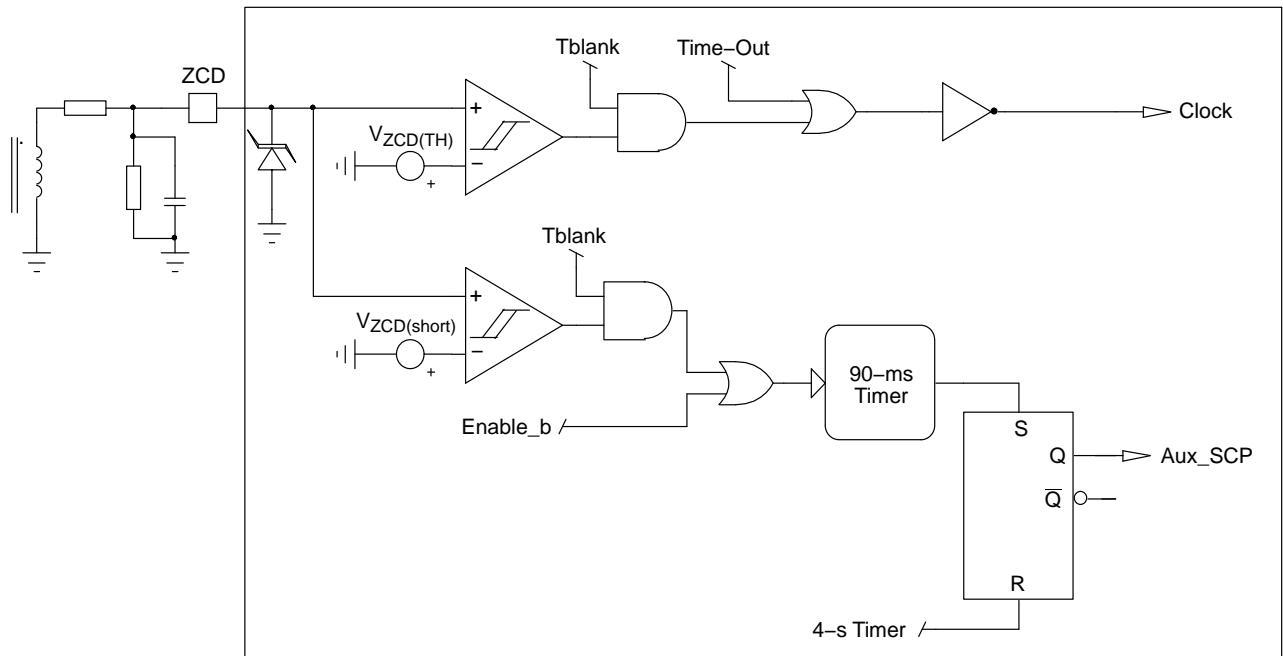 Tblank
Time−Out
ZCD
+
Clock
VZCD(TH)
−
+
Tblank
+
VZCD(short)
−
+
90−ms
Timer
Enable_b
S
Q
Aux_SCP
Q̅
R
4−s Timer